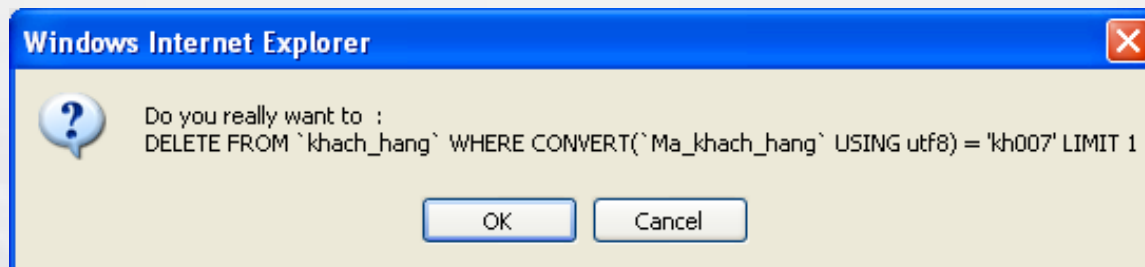 Windows Internet Explorer
Do you really want to :
DELETE FROM `khach_hang` WHERE CONVERT(`Ma_khach_hang` USING utf8) = 'kh007' LIMIT 1
OK
Cancel